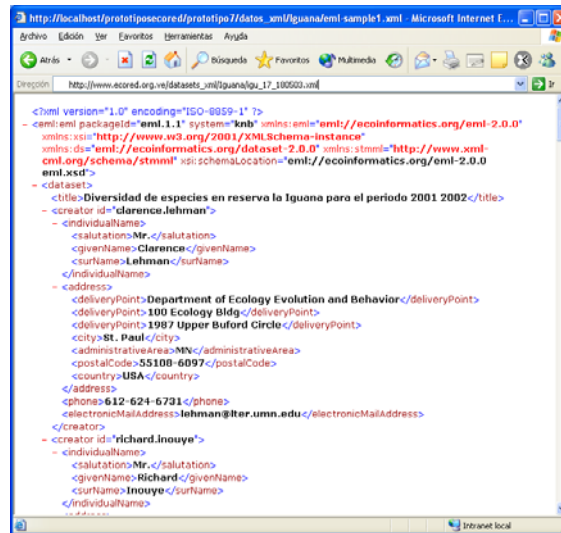 http://localhost/prototiposecored/prototipo7/datos_xml/Iguana/eml-sample1.xml - Microsoft Internet E...
Archivo Edición Ver Favoritos Herramientas Ayuda
Atrás Búsqueda Favoritos Multimedia
Dirección http://www.ecored.org.ve/datasets_xml/Iguana/igu_17_180503.xml Ir
<?xml version="1.0" encoding="ISO-8859-1" ?>
- <eml:eml packageId="eml.1.1" system="knb" xmlns:eml="eml://ecoinformatics.org/eml-2.0.0"
xmlns:xsi="http://www.w3.org/2001/XMLSchema-instance"
xmlns:ds="eml://ecoinformatics.org/dataset-2.0.0" xmlns:stmml="http://www.xml-
cml.org/schema/stmml" xsi:schemaLocation="eml://ecoinformatics.org/eml-2.0.0
eml.xsd">
- <dataset>
<title>Diversidad de especies en reserva la Iguana para el periodo 2001 2002</title>
- <creator id="clarence.lehman">
- <individualName>
<salutation>Mr.</salutation>
<givenName>Clarence</givenName>
<surName>Lehman</surName>
</individualName>
- <address>
<deliveryPoint>Department of Ecology Evolution and Behavior</deliveryPoint>
<deliveryPoint>100 Ecology Bldg</deliveryPoint>
<deliveryPoint>1987 Upper Buford Circle</deliveryPoint>
<city>St. Paul</city>
<administrativeArea>MN</administrativeArea>
<postalCode>55108-6097</postalCode>
<country>USA</country>
</address>
<phone>612-624-6731</phone>
<electronicMailAddress>lehman@lter.umn.edu</electronicMailAddress>
</creator>
- <creator id="richard.inouye">
- <individualName>
<salutation>Mr.</salutation>
<givenName>Richard</givenName>
<surName>Inouye</surName>
</individualName>
Intranet local